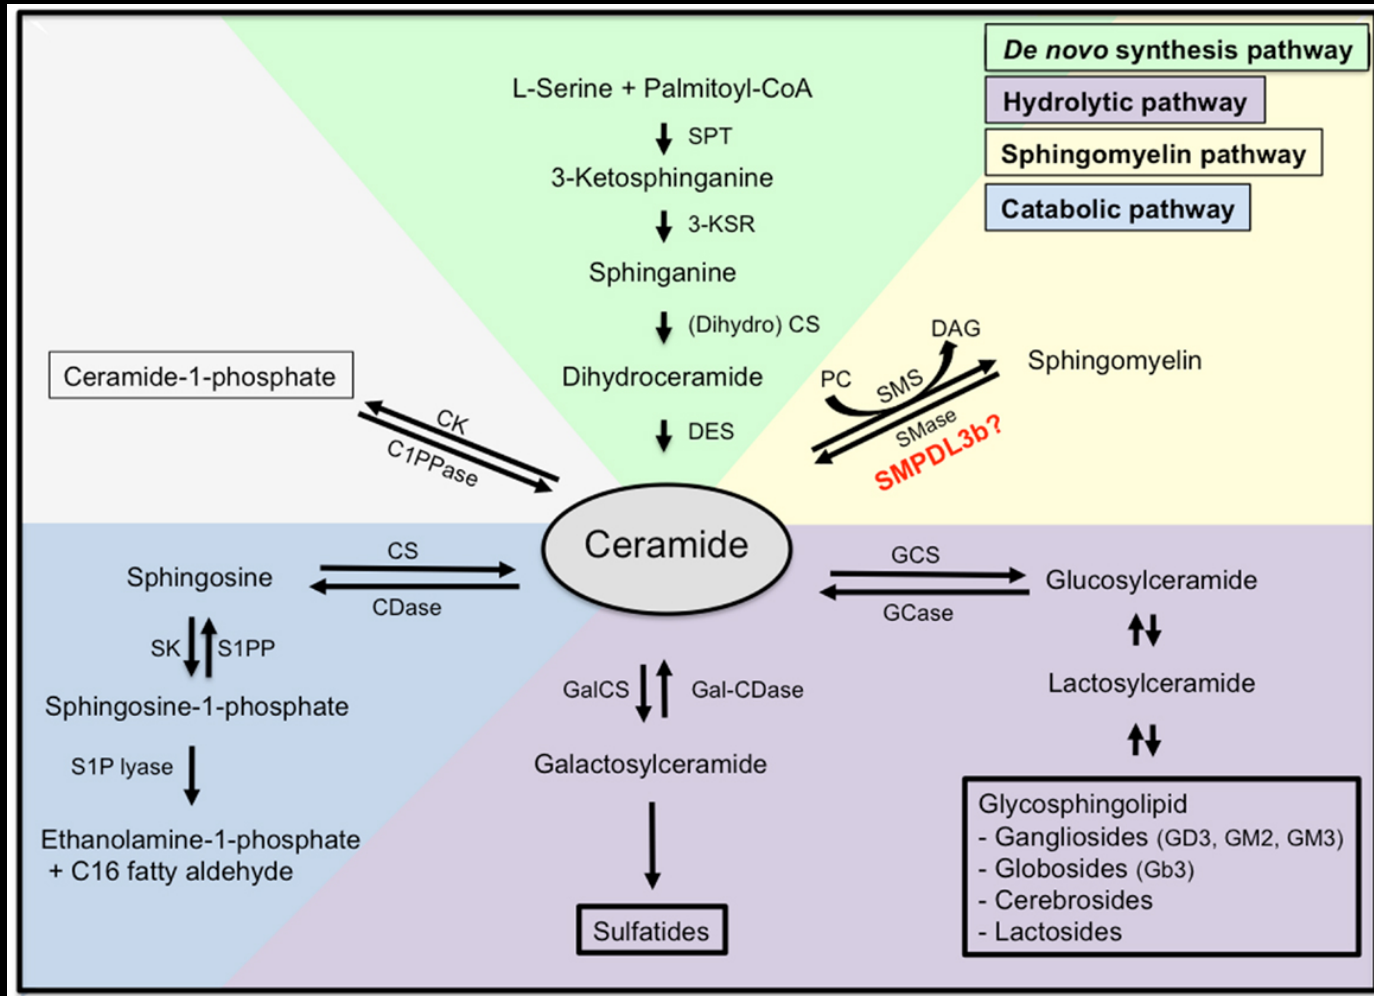 De novo synthesis pathway
Hydrolytic pathway
Sphingomyelin pathway
Catabolic pathway
L-Serine + Palmitoyl-CoA
SPT
3-Ketosphinganine
3-KSR
Sphinganine
(Dihydro) CS
Dihydroceramide
DES
Ceramide-1-phosphate
CK
C1PPase
PC
DAG
SMS
SMase
SMPDL3b?
Sphingomyelin
Ceramide
CS
CDase
Sphingosine
SK
S1PP
Sphingosine-1-phosphate
S1P lyase
Ethanolamine-1-phosphate
+ C16 fatty aldehyde
GalCS
Gal-CDase
Galactosylceramide
Sulfatides
GCS
GCase
Glucosylceramide
Lactosylceramide
Glycosphingolipid
- Gangliosides (GD3, GM2, GM3)
- Globosides (Gb3)
- Cerebrosides
- Lactosides